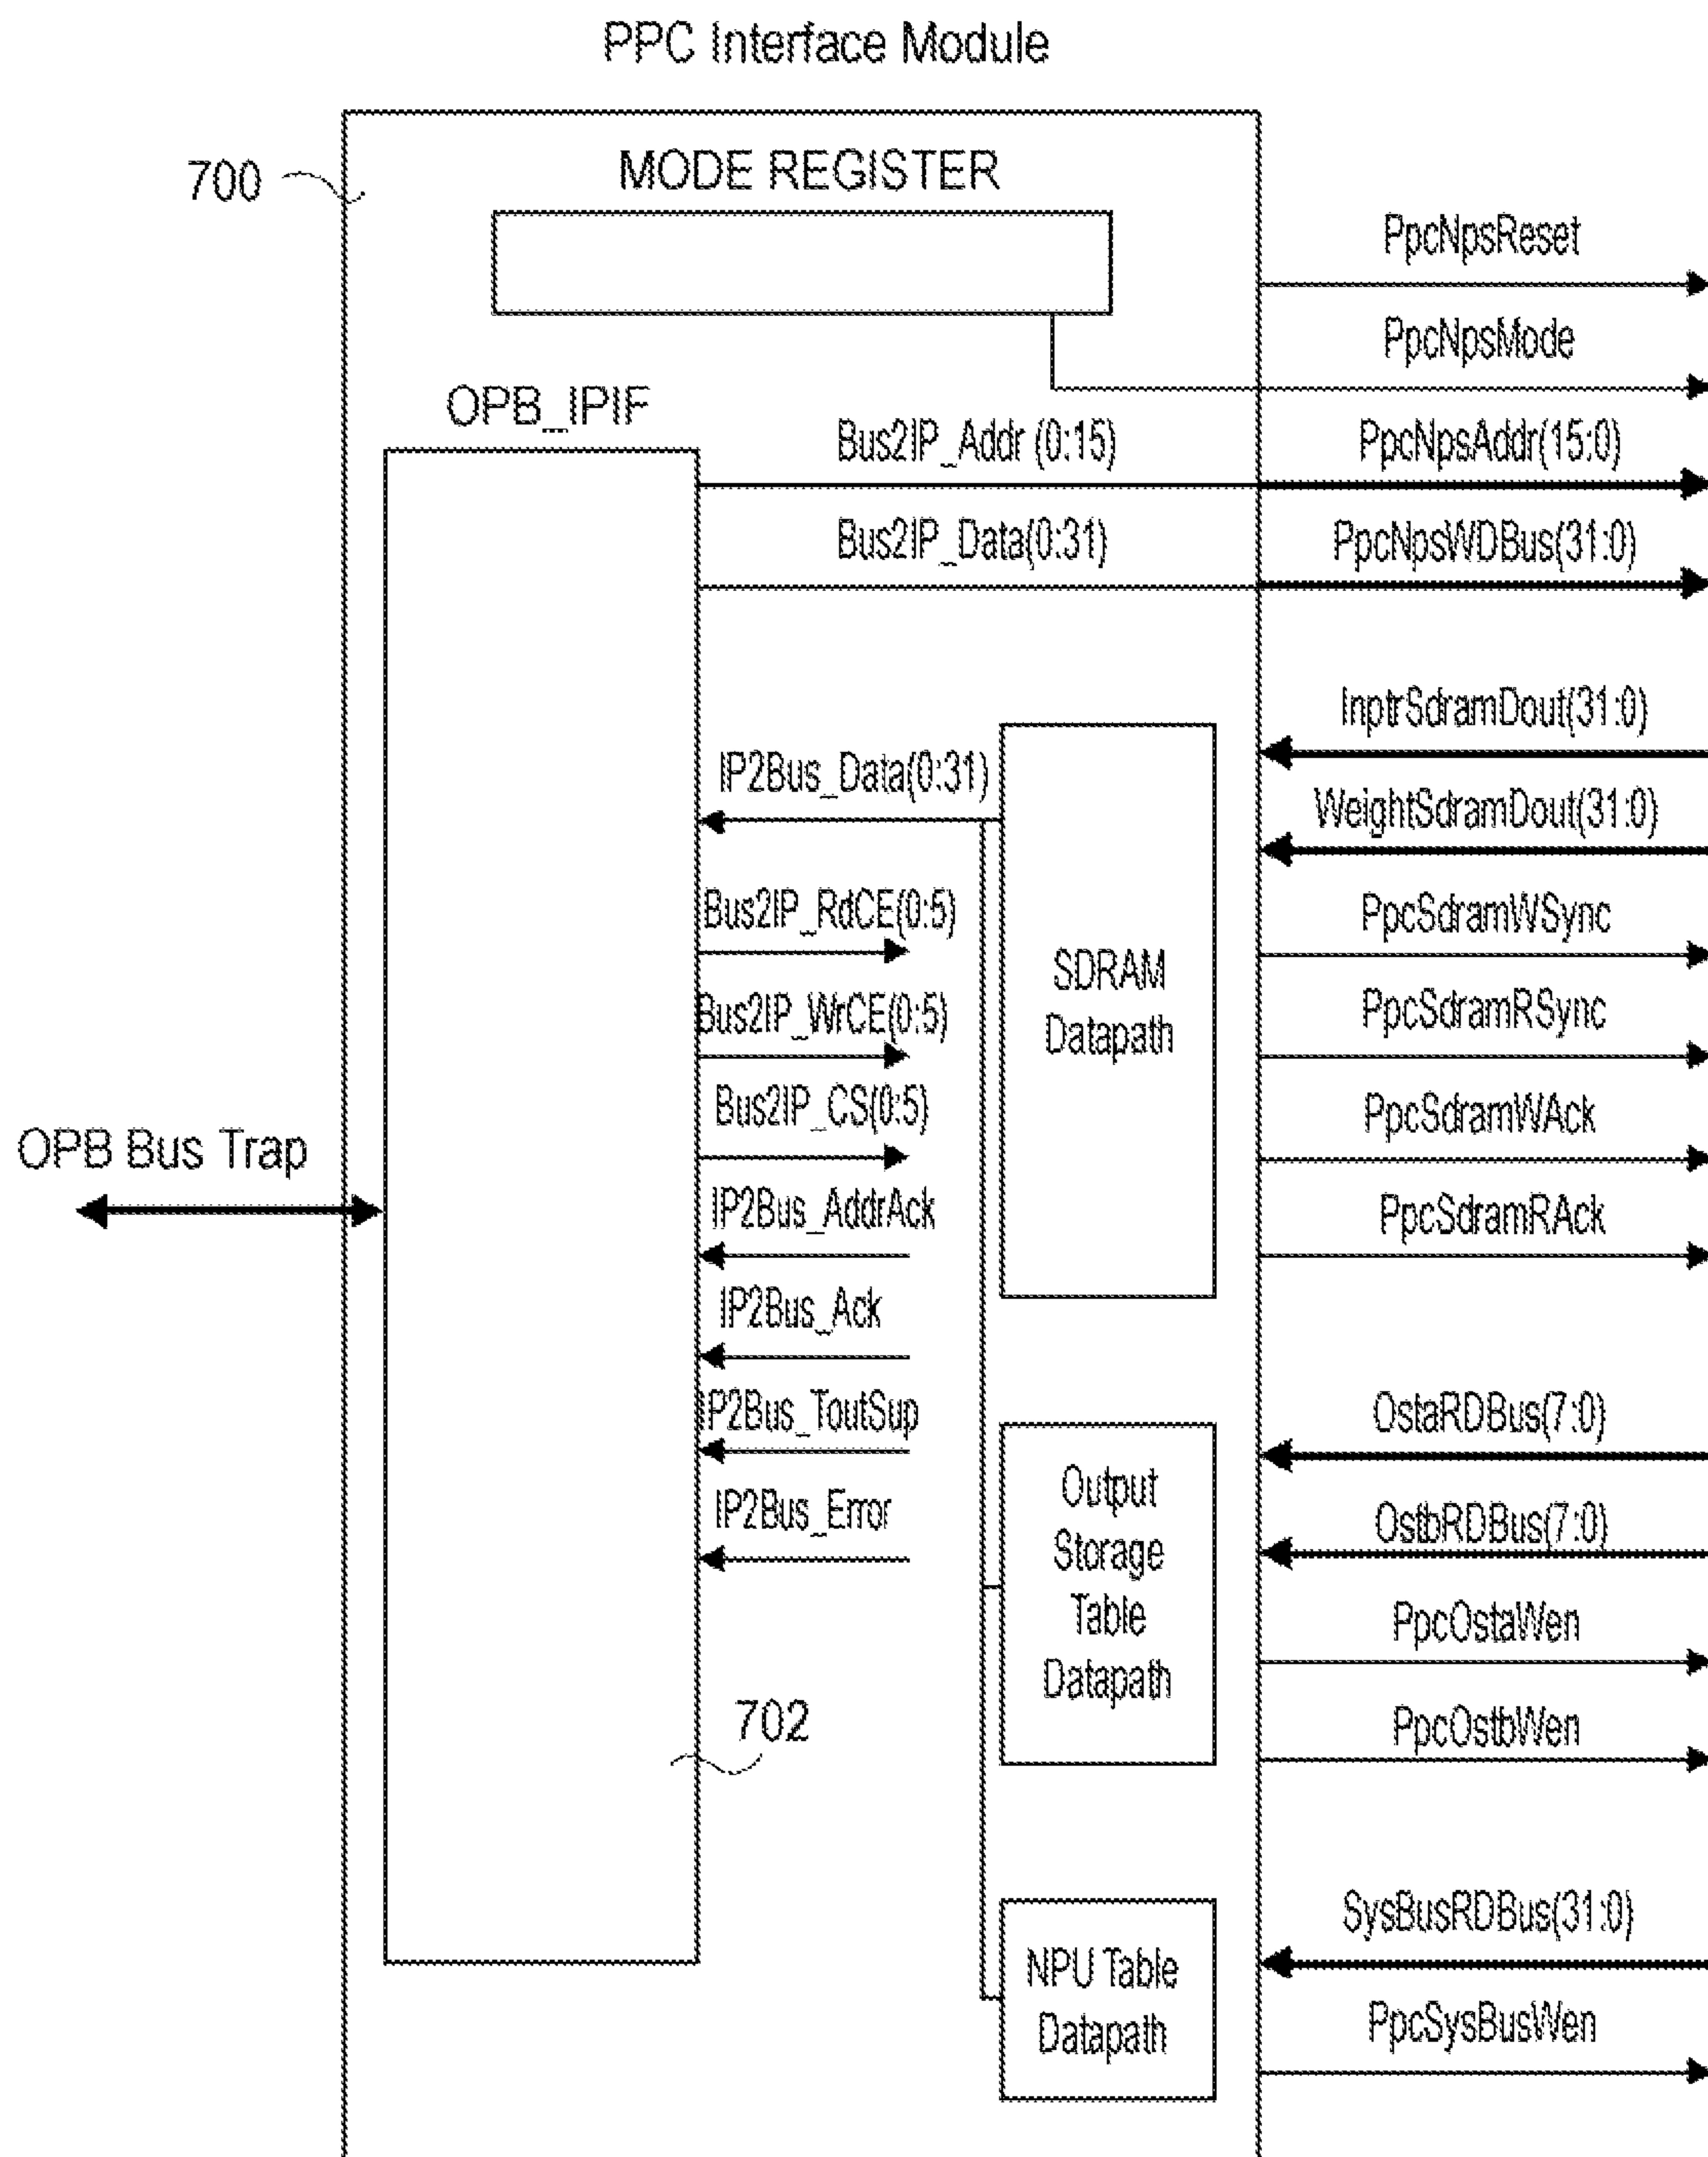 PPC Interface Module
700
MODE REGISTER
PpcNpsReset
PpcNpsMode
OPB_IPIF
Bus2IP_Addr (0:15)
PpcNpsAddr(15:0)
Bus2IP_Data(0:31)
PpcNpsWDBus(31:0)
InptrSdramDout(31:0)
IP2Bus_Data(0:31)
WeightSdramDout(31:0)
Bus2IP_RdCE(0:5)
PpcSdramWSync
SDRAM
Datapath
Bus2IP_WrCE(0:5)
PpcSdramRSync
Bus2IP_CS(0:5)
PpcSdramWAck
OPB Bus Trap
IP2Bus_AddrAck
PpcSdramRAck
IP2Bus_Ack
IP2Bus_ToutSup
OstaRDBus(7:0)
Output
Storage
Table
Datapath
IP2Bus_Error
OstbRDBus(7:0)
PpcOstaWen
702
PpcOstbWen
SysBusRDBus(31:0)
NPU Table
Datapath
PpcSysBusWen